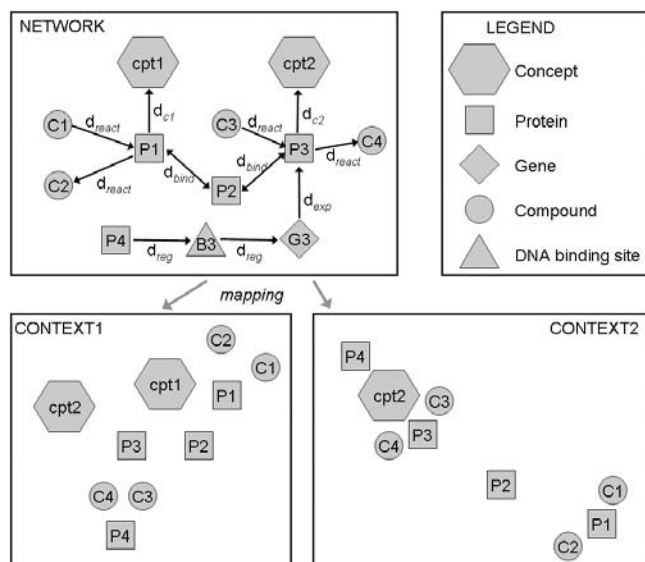 NETWORK
cpt1
cpt2
d_c1
d_c2
C1
d_react
P1
C2
d_react
d_bind
P2
d_bind
C3
d_react
P3
C4
d_react
d_exp
P4
d_reg
B3
d_reg
G3
LEGEND
Concept
Protein
Gene
Compound
DNA binding site
mapping
CONTEXT1
C2
C1
cpt1
cpt2
P1
P3
P2
C4
C3
P4
CONTEXT2
P4
cpt2
C3
P3
C4
P2
C1
P1
C2